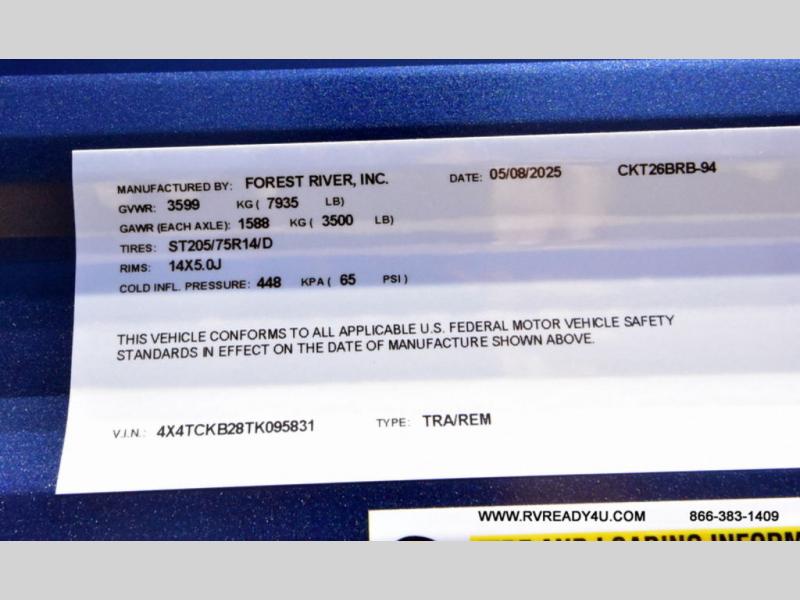 MANUFACTURED BY: FOREST RIVER, INC. DATE: 05/08/2025 CKT26BRB-94
GVWR: 3599 KG ( 7935 LB)
GAWR (EACH AXLE): 1588 KG ( 3500 LB)
TIRES: ST205/75R14/D
RIMS: 14X5.0J
COLD INFL. PRESSURE: 448 KPA ( 65 PSI )
THIS VEHICLE CONFORMS TO ALL APPLICABLE U.S. FEDERAL MOTOR VEHICLE SAFETY
STANDARDS IN EFFECT ON THE DATE OF MANUFACTURE SHOWN ABOVE.
V.I.N.: 4X4TCKB28TK095831 TYPE: TRA/REM
WWW.RVREADY4U.COM 866-383-1409